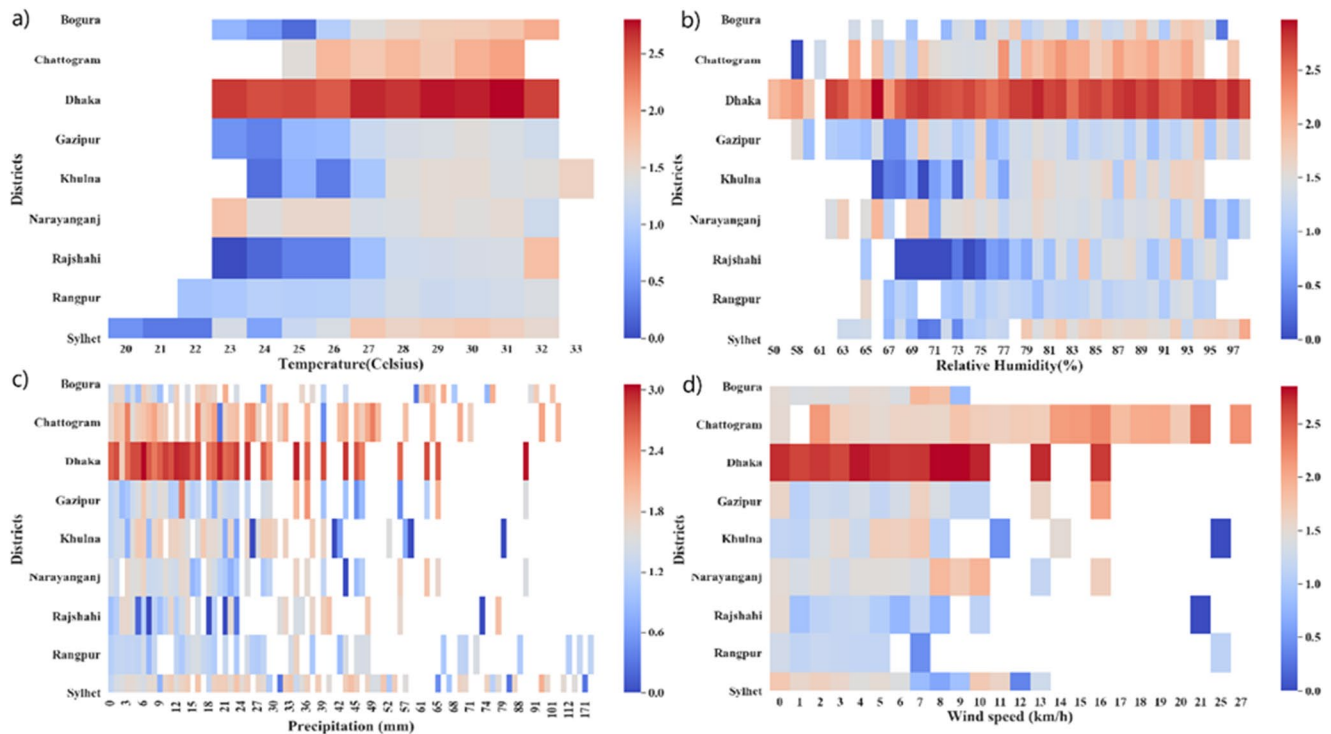 a)
Districts
Bogura
Chattogram
Dhaka
Gazipur
Khulna
Narayanganj
Rajshahi
Rangpur
Sylhet
20 21 22 23 24 25 26 27 28 29 30 31 32 33
Temperature(Celsius)
2.5
2.0
1.5
1.0
0.5
0.0
b)
Districts
Bogura
Chattogram
Dhaka
Gazipur
Khulna
Narayanganj
Rajshahi
Rangpur
Sylhet
50 58 61 63 65 67 69 71 73 75 77 79 81 83 85 87 89 91 93 95 97
Relative Humidity(%)
2.5
2.0
1.5
1.0
0.5
0.0
c)
Districts
Bogura
Chattogram
Dhaka
Gazipur
Khulna
Narayanganj
Rajshahi
Rangpur
Sylhet
0 3 6 9 12 15 18 21 24 27 30 33 36 39 42 45 49 52 57 61 65 68 71 74 79 83 91 101 112 171
Precipitation (mm)
3.0
2.4
1.8
1.2
0.6
0.0
d)
Districts
Bogura
Chattogram
Dhaka
Gazipur
Khulna
Narayanganj
Rajshahi
Rangpur
Sylhet
0 1 2 3 4 5 6 7 8 9 10 11 12 13 14 15 16 17 18 19 20 21 25 27
Wind speed (km/h)
2.5
2.0
1.5
1.0
0.5
0.0